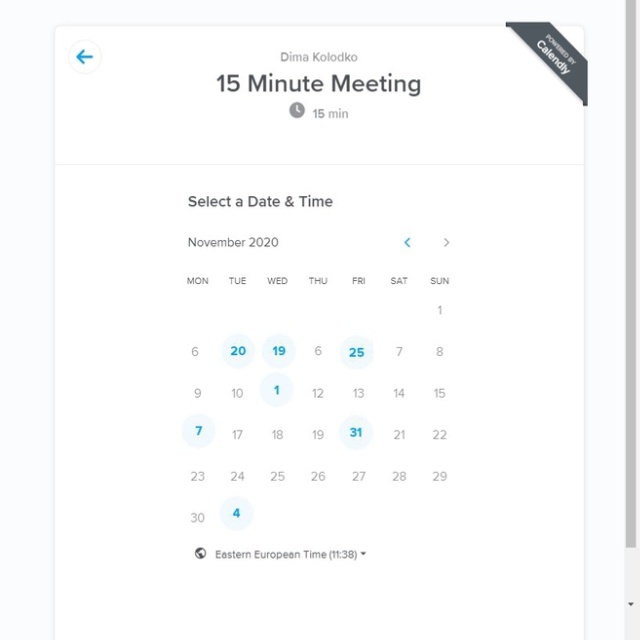 POWERED BY
Calendly
Dima Kolodko
15 Minute Meeting
15 min
Select a Date & Time
November 2020
MON TUE WED THU FRI SAT SUN
1
6 20 19 6 25 7 8
9 10 1 12 13 14 15
7 17 18 19 31 21 22
23 24 25 26 27 28 29
30 4
Eastern European Time (11:38)